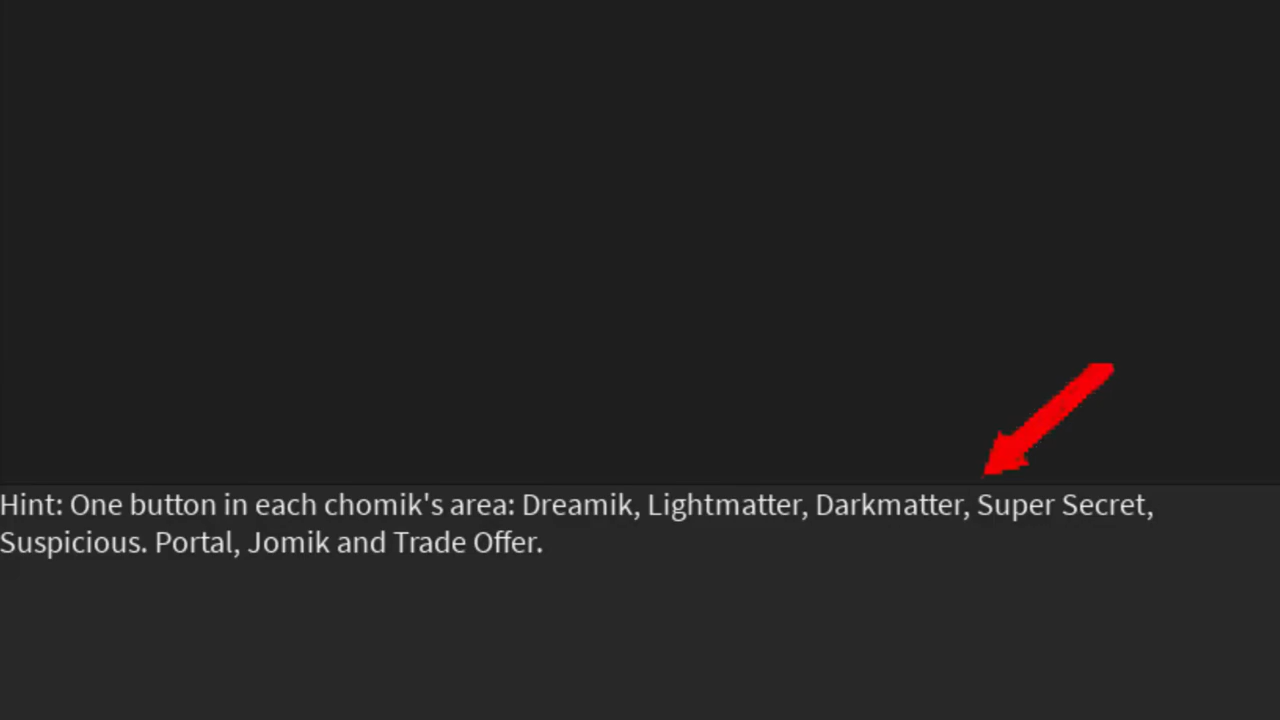 Hint: One button in each chomik's area: Dreamik, Lightmatter, Darkmatter, Super Secret,
Suspicious. Portal, Jomik and Trade Offer.